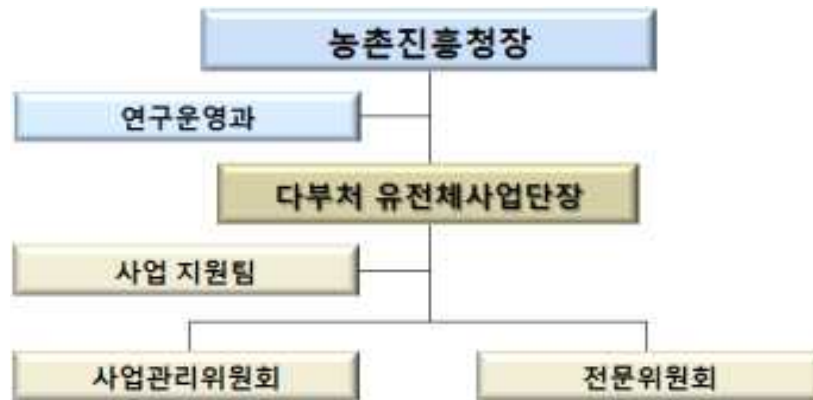 농촌진흥청장
연구운영과
다부처 유전체사업단장
사업 지원팀
사업관리위원회
전문위원회